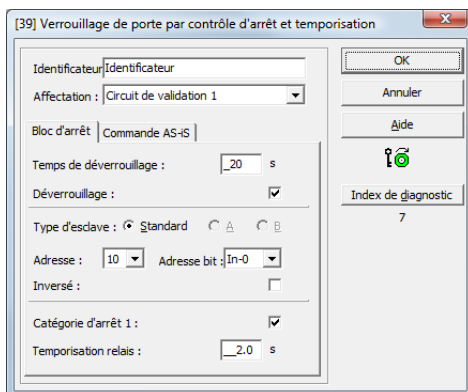 [39] Verrouillage de porte par contrôle d'arrêt et temporisation
Identificateur Identificateur
Affectation : Circuit de validation 1
Bloc d'arrêt Commande AS-iS
Temps de déverrouillage : _20 s
Déverrouillage :
Type d'esclave : Standard A B
Adresse : 10 Adresse bit : In-0
Inversé :
Catégorie d'arrêt 1 :
Temporisation relais : __2.0 s
OK
Annuler
Aide
Index de diagnostic
7